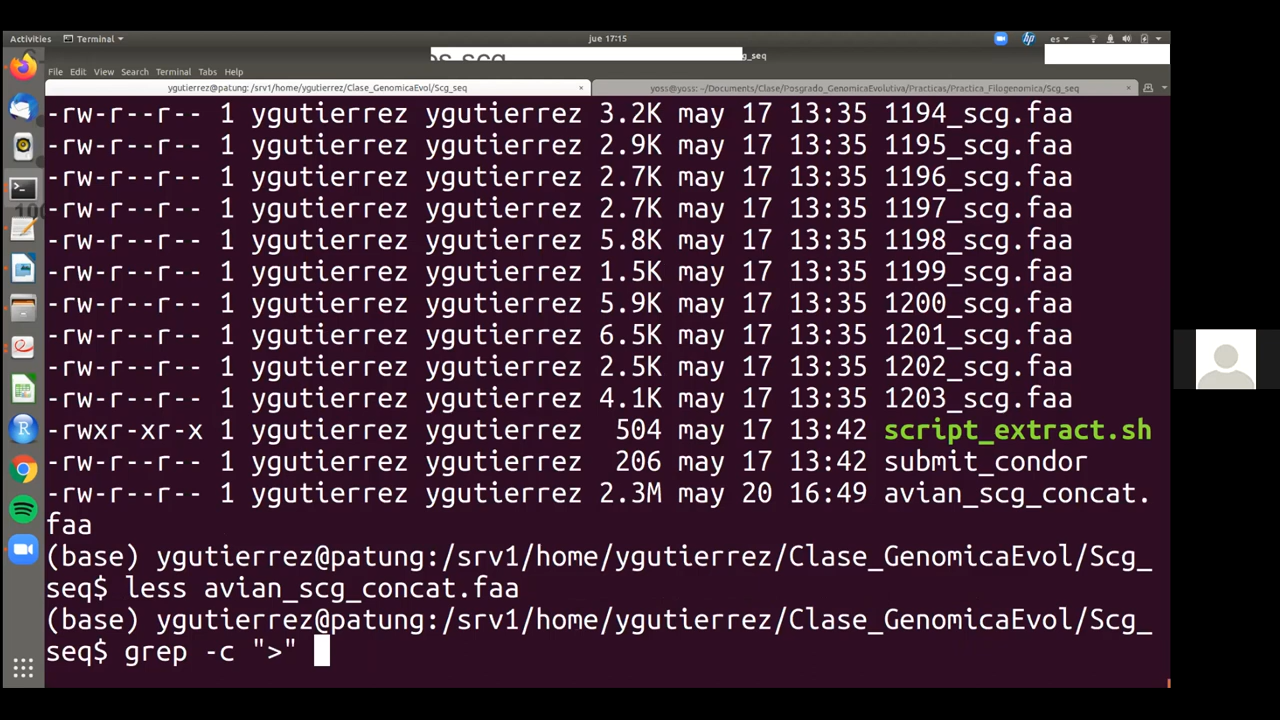 Activities Terminal jue 17:15 es
File Edit View Search Terminal Tabs Help
ygutierrez@patung: /srv1/home/ygutierrez/Clase_GenomicaEvol/Scg_seq × yoss@yoss: ~/Documents/Clase/Posgrado_GenomicaEvolutiva/Practicas/Practica_Filogenomica/Scg_seq ×
-rw-r--r-- 1 ygutierrez ygutierrez 3.2K may 17 13:35 1194_scg.faa
-rw-r--r-- 1 ygutierrez ygutierrez 2.9K may 17 13:35 1195_scg.faa
-rw-r--r-- 1 ygutierrez ygutierrez 2.7K may 17 13:35 1196_scg.faa
-rw-r--r-- 1 ygutierrez ygutierrez 2.7K may 17 13:35 1197_scg.faa
-rw-r--r-- 1 ygutierrez ygutierrez 5.8K may 17 13:35 1198_scg.faa
-rw-r--r-- 1 ygutierrez ygutierrez 1.5K may 17 13:35 1199_scg.faa
-rw-r--r-- 1 ygutierrez ygutierrez 5.9K may 17 13:35 1200_scg.faa
-rw-r--r-- 1 ygutierrez ygutierrez 6.5K may 17 13:35 1201_scg.faa
-rw-r--r-- 1 ygutierrez ygutierrez 2.5K may 17 13:35 1202_scg.faa
-rw-r--r-- 1 ygutierrez ygutierrez 4.1K may 17 13:35 1203_scg.faa
-rwxr-xr-x 1 ygutierrez ygutierrez 504 may 17 13:42 script_extract.sh
-rw-r--r-- 1 ygutierrez ygutierrez 206 may 17 13:42 submit_condor
-rw-r--r-- 1 ygutierrez ygutierrez 2.3M may 20 16:49 avian_scg_concat.
faa
(base) ygutierrez@patung:/srv1/home/ygutierrez/Clase_GenomicaEvol/Scg_
seq$ less avian_scg_concat.faa
(base) ygutierrez@patung:/srv1/home/ygutierrez/Clase_GenomicaEvol/Scg_
seq$ grep -c ">"